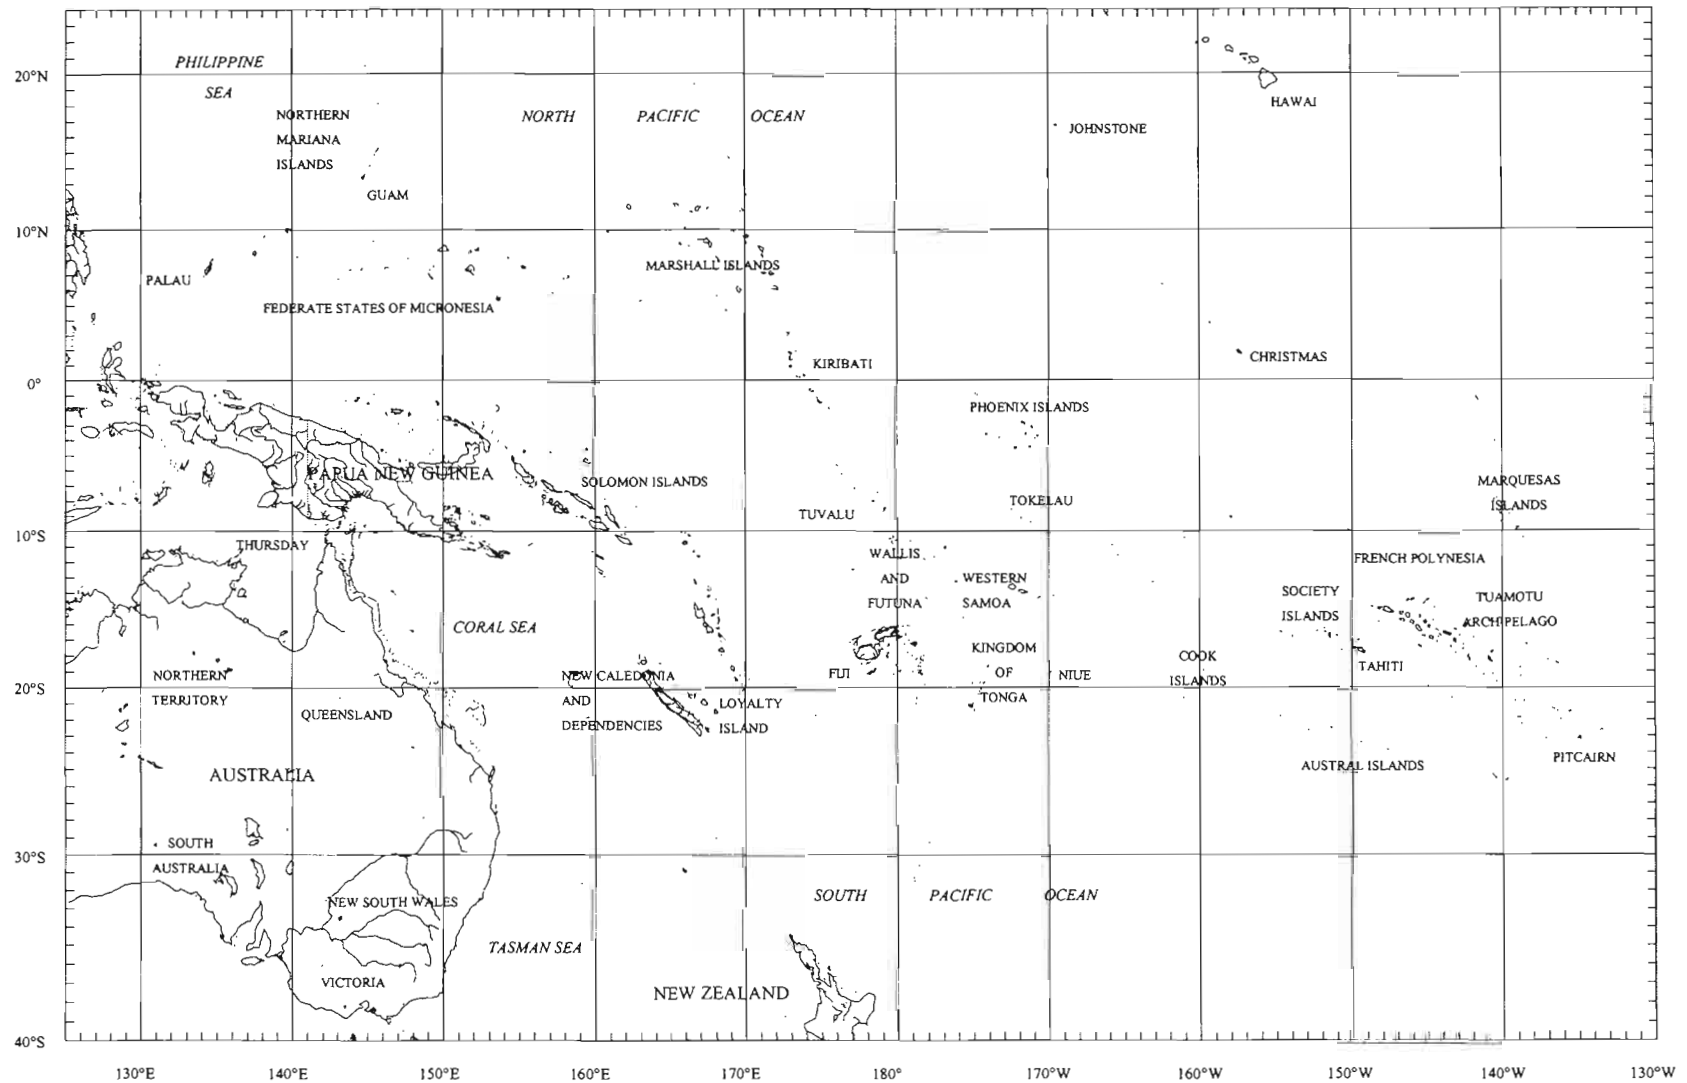 PHILIPPINE
SEA
20°N
HAWAI
NORTHERN
MARIANA
ISLANDS
NORTH PACIFIC OCEAN
JOHNSTONE
GUAM
10°N
MARSHALL ISLANDS
PALAU
FEDERATE STATES OF MICRONESIA
KIRIBATI
CHRISTMAS
0°
PHOENIX ISLANDS
PAPUA NEW GUINEA
SOLOMON ISLANDS
MARQUESAS
ISLANDS
TOKELAU
TUVALU
10°S
THURSDAY
WALLIS
AND
FUTUNA
FRENCH POLYNESIA
WESTERN
SAMOA
SOCIETY
ISLANDS
TUAMOTU
ARCHIPELAGO
CORAL SEA
KINGDOM
OF
TONGA
COOK
ISLANDS
TAHITI
NORTHERN
TERRITORY
NEW CALEDONIA
AND
DEPENDENCIES
FIJI
NIUE
20°S
LOYALTY
ISLAND
QUEENSLAND
PITCAIRN
AUSTRAL ISLANDS
AUSTRALIA
SOUTH
AUSTRALIA
30°S
NEW SOUTH WALES
SOUTH PACIFIC OCEAN
TASMAN SEA
VICTORIA
NEW ZEALAND
40°S
130°E 140°E 150°E 160°E 170°E 180° 170°W 160°W 150°W 140°W 130°W